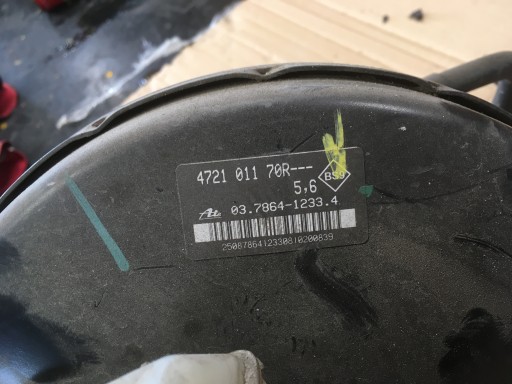 4721 011 70R---
5,6 BS9
Ate 03.7864-1233.4
2508786412330810200839